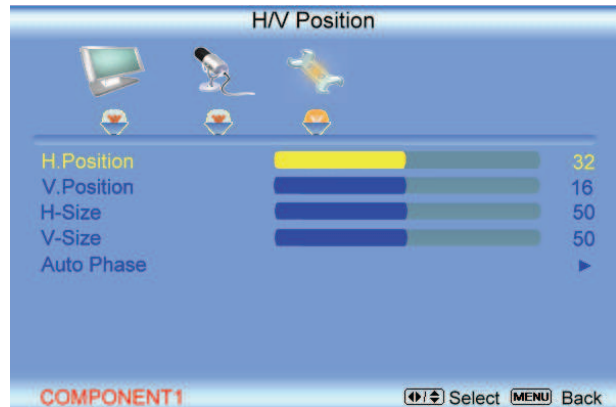 H/V Position
H.Position 32
V.Position 16
H-Size 50
V-Size 50
Auto Phase ►
COMPONENT1 Select MENU Back